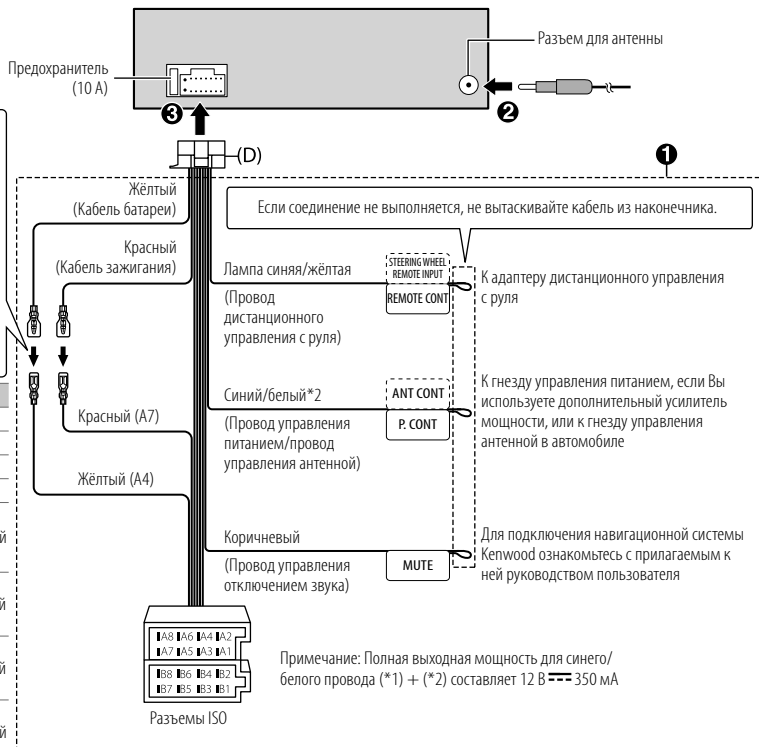 Разъем для антенны
Предохранитель
(10 А)
❸
❷
(D)
❶
Жёлтый
(Кабель батареи)
Если соединение не выполняется, не вытаскивайте кабель из наконечника.
Красный
(Кабель зажигания)
Лампа синяя/жёлтая
(Провод
дистанционного
управления с руля)
STEERING WHEEL
REMOTE INPUT
REMOTE CONT
К адаптеру дистанционного управления
с руля
Синий/белый*2
(Провод управления
питанием/провод
управления антенной)
ANT CONT
P. CONT
К гнезду управления питанием, если Вы
используете дополнительный усилитель
мощности, или к гнезду управления
антенной в автомобиле
Красный (A7)
Жёлтый (A4)
Коричневый
(Провод управления
отключением звука)
MUTE
Для подключения навигационной системы
Kenwood ознакомьтесь с прилагаемым к
ней руководством пользователя
й
й
й
й
A8 A6 A4 A2
A7 A5 A3 A1
B8 B6 B4 B2
B7 B5 B3 B1
Разъемы ISO
Примечание: Полная выходная мощность для синего/
белого провода (*1) + (*2) составляет 12 В ⎓ 350 мА